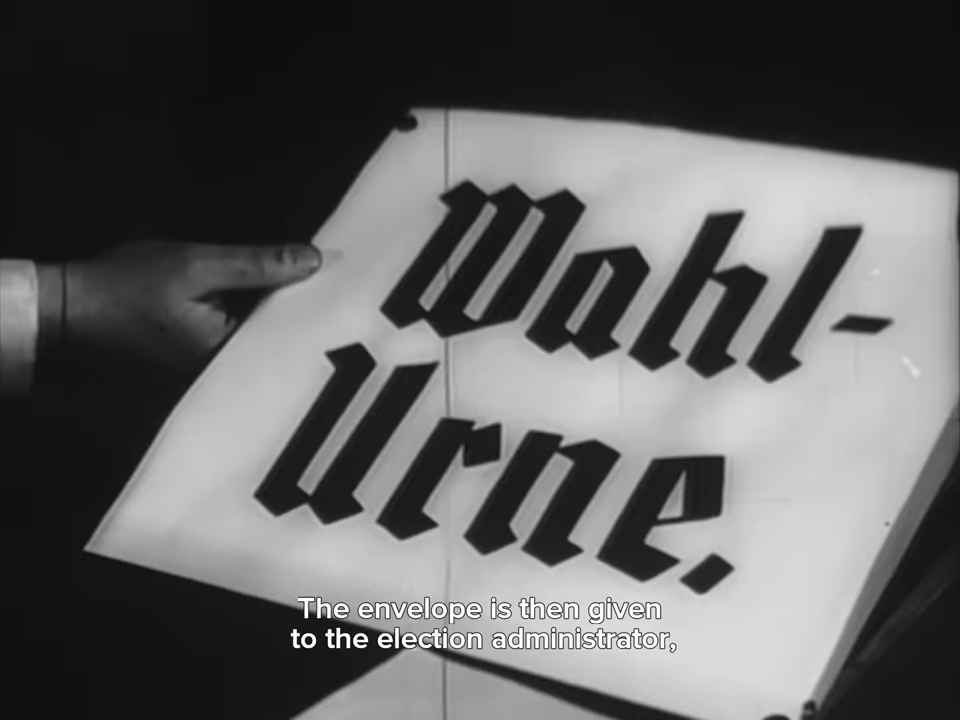 Wahl-
Urne.
The envelope is then given
to the election administrator,